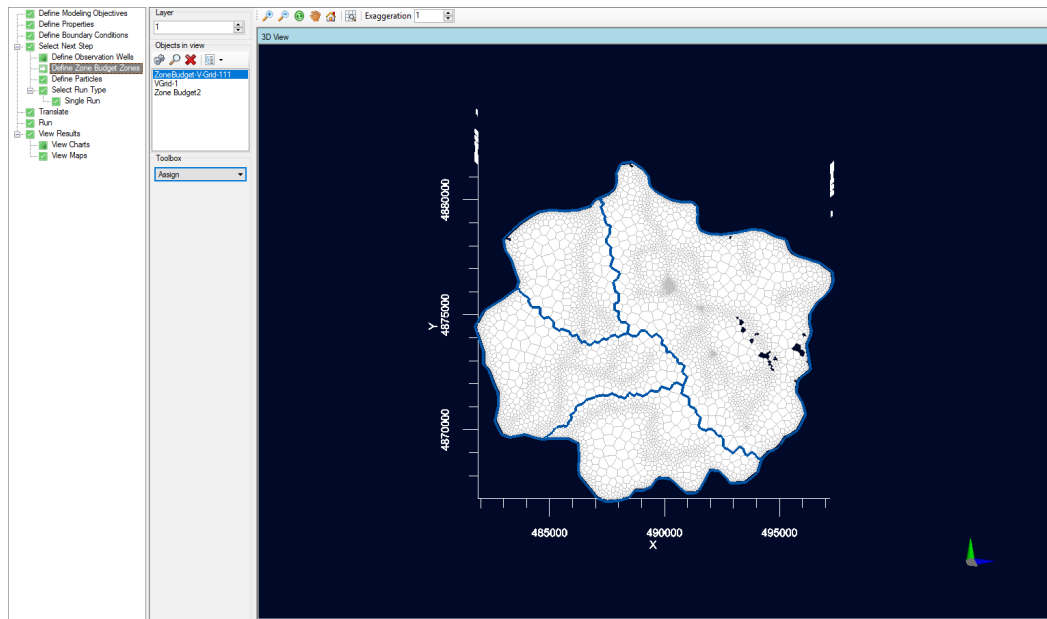 Define Modeling Objectives
Define Properties
Define Boundary Conditions
Select Next Step
Define Observation Wells
Define Zone Budget Zones
Define Particles
Select Run Type
Single Run
Translate
Run
View Results
View Charts
View Maps
Layer
1
Objects in view
ZoneBudget-V-Grid-111
VGrid-1
Zone Budget2
Toolbox
Assign
Exaggeration 1
3D View
4880000
4875000
4870000
Y
485000 490000 495000
X